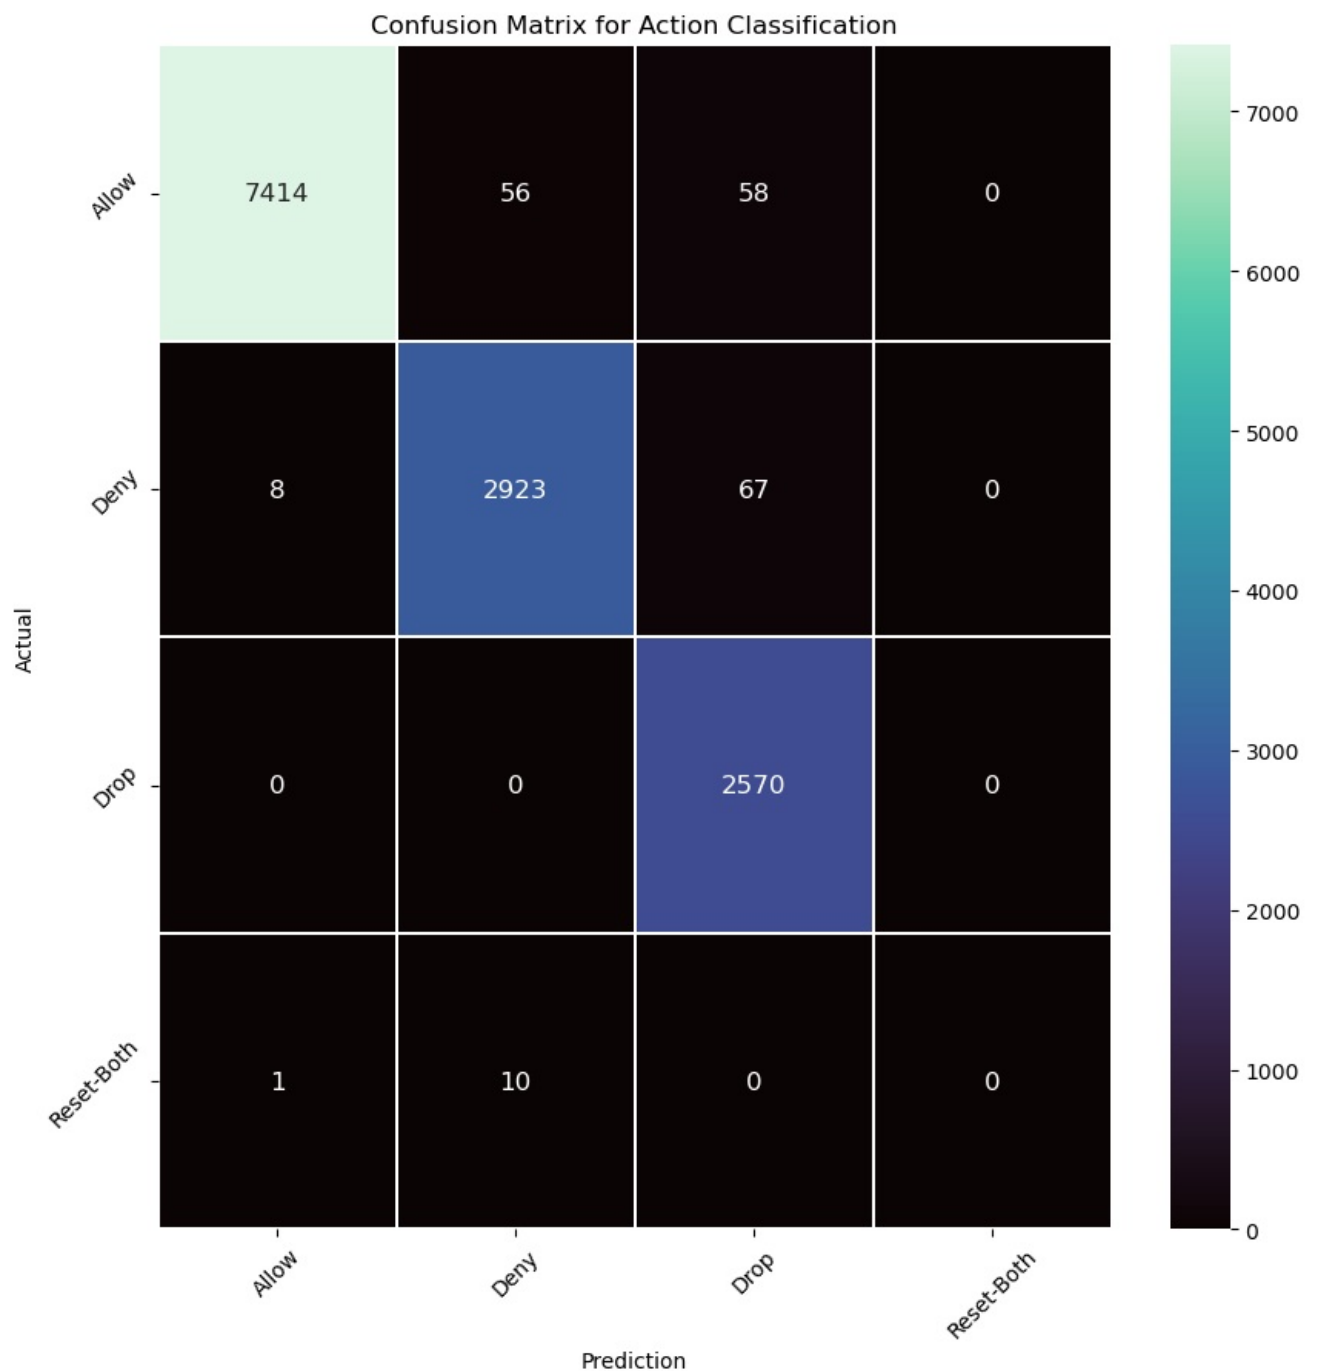 Confusion Matrix for Action Classification
Allow
7414
56
58
0
Deny
8
2923
67
0
Drop
0
0
2570
0
Reset-Both
1
10
0
0
Allow
Deny
Drop
Reset-Both
Actual
Prediction
7000
6000
5000
4000
3000
2000
1000
0